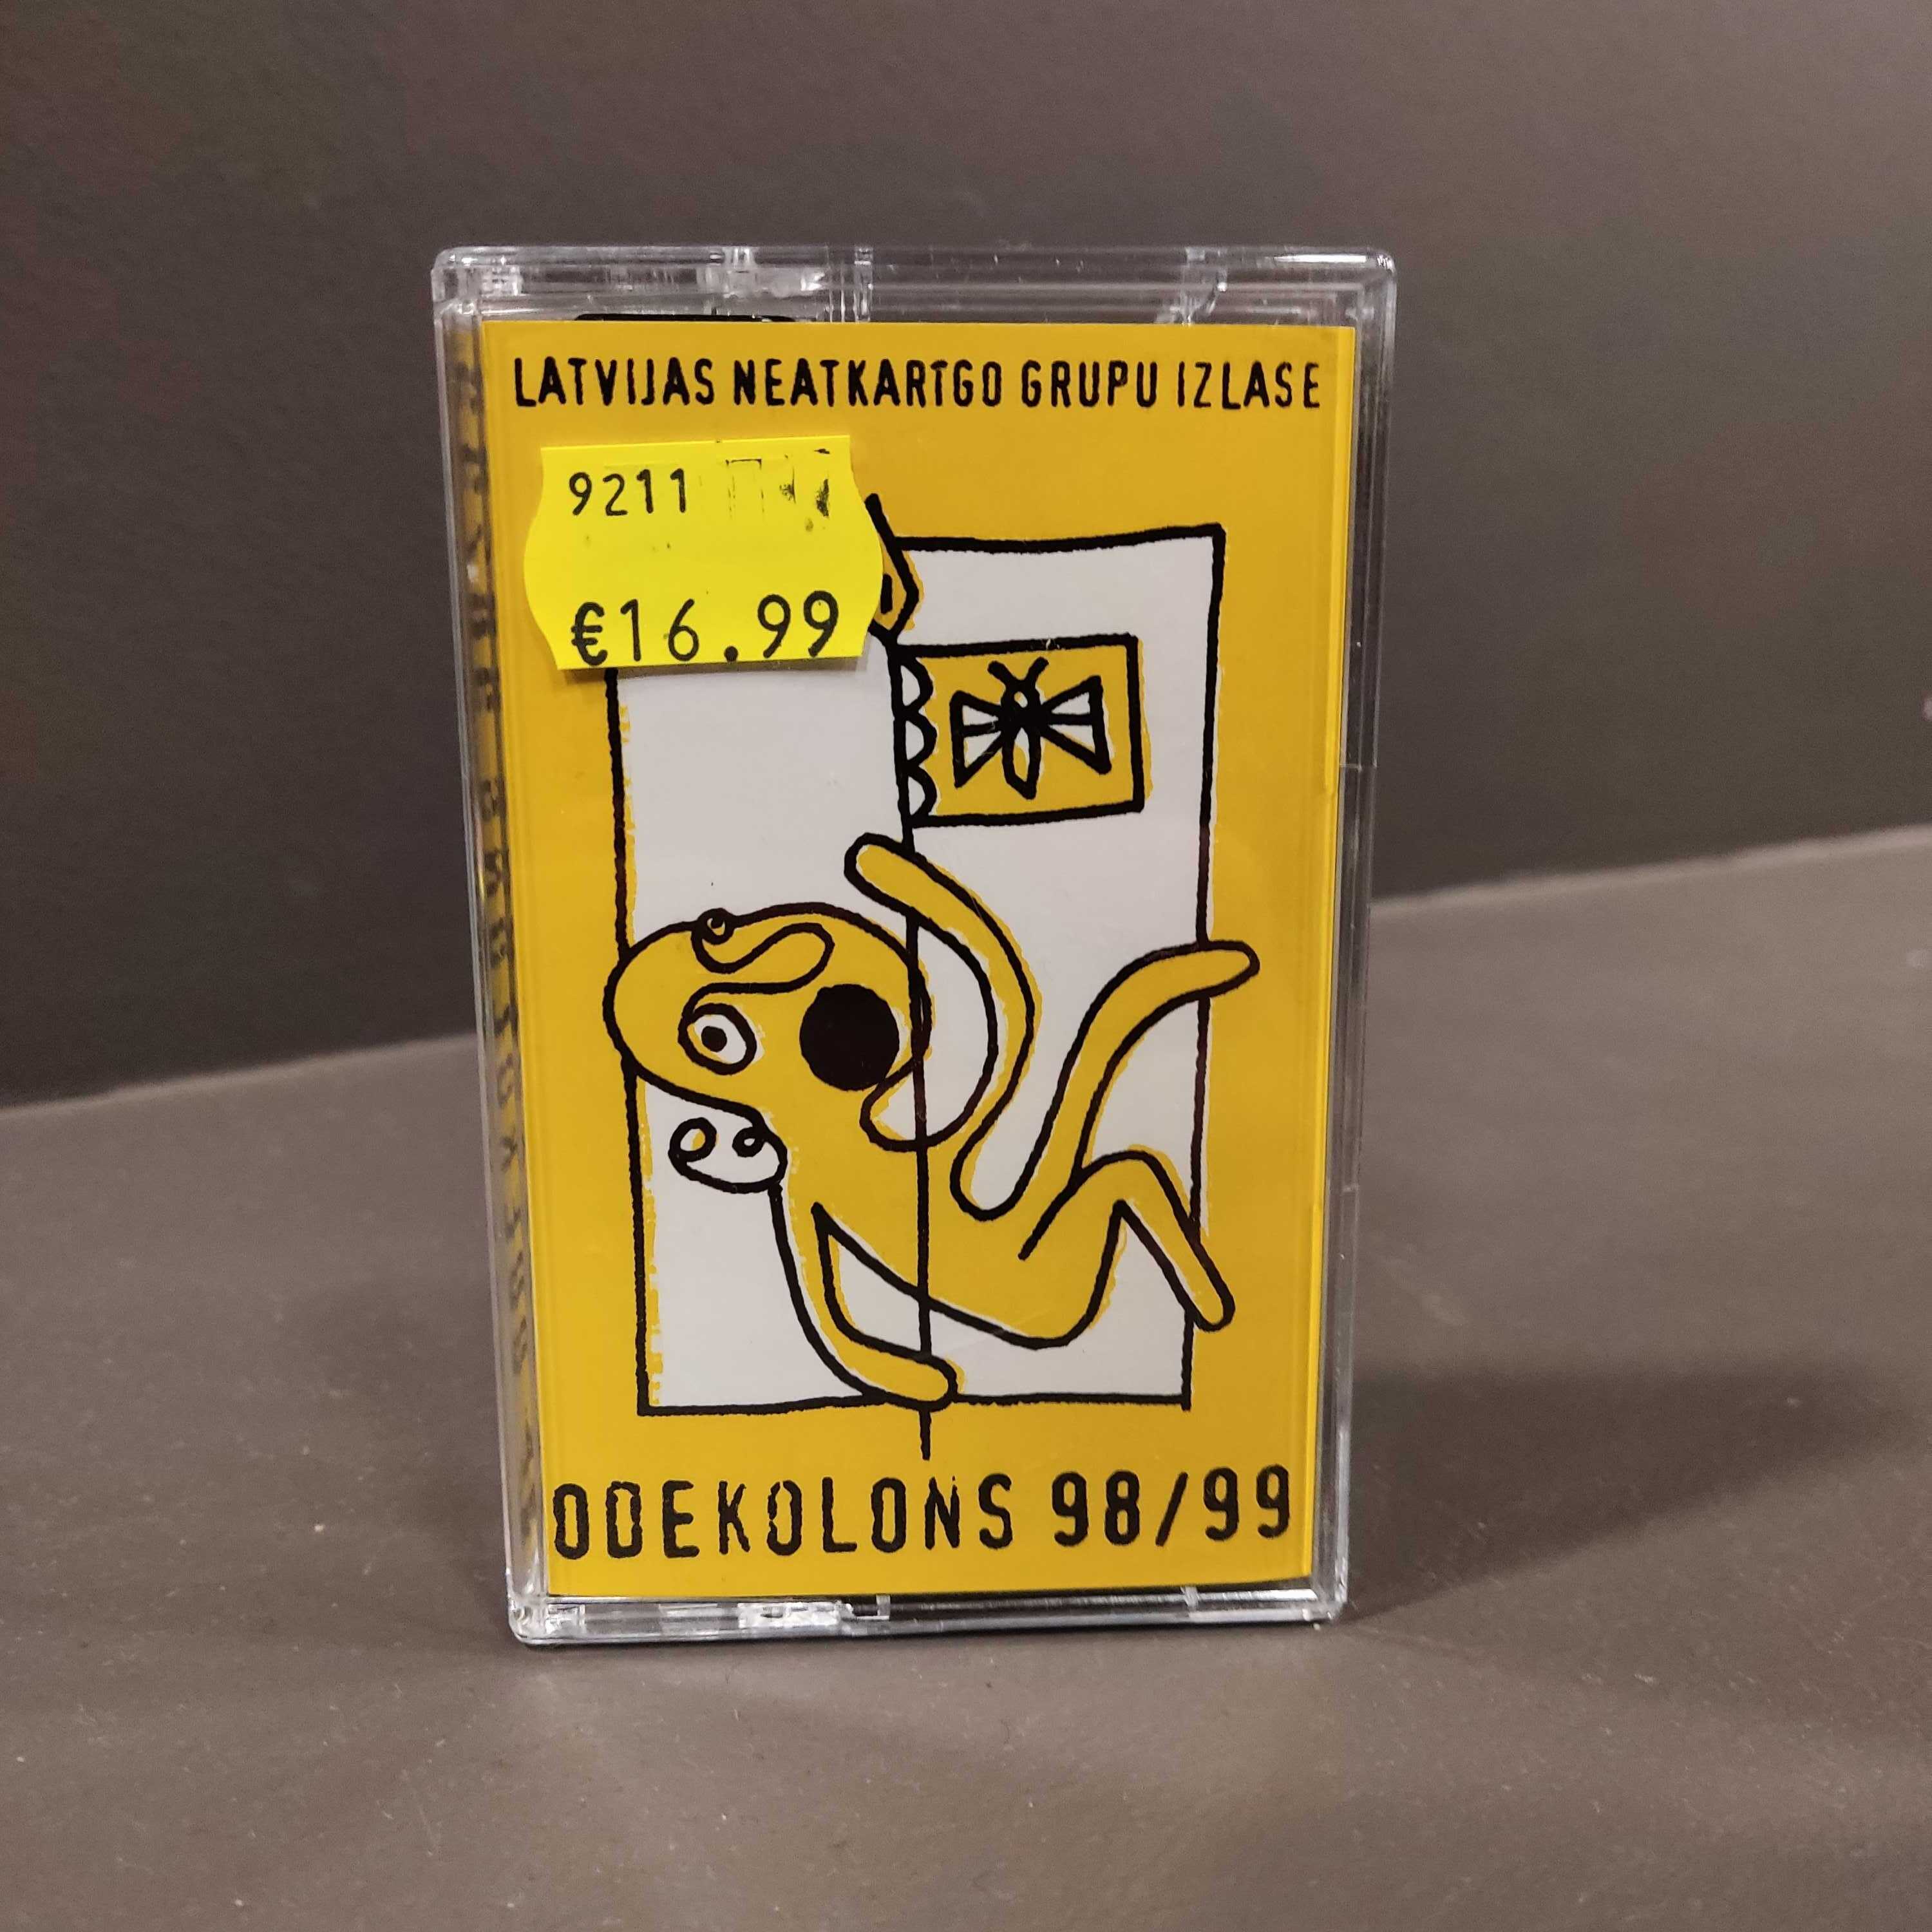 LATVIJAS NEATKARTGO GRUPU IZLASE
9211
€16.99
ODEKOLONS 98/99